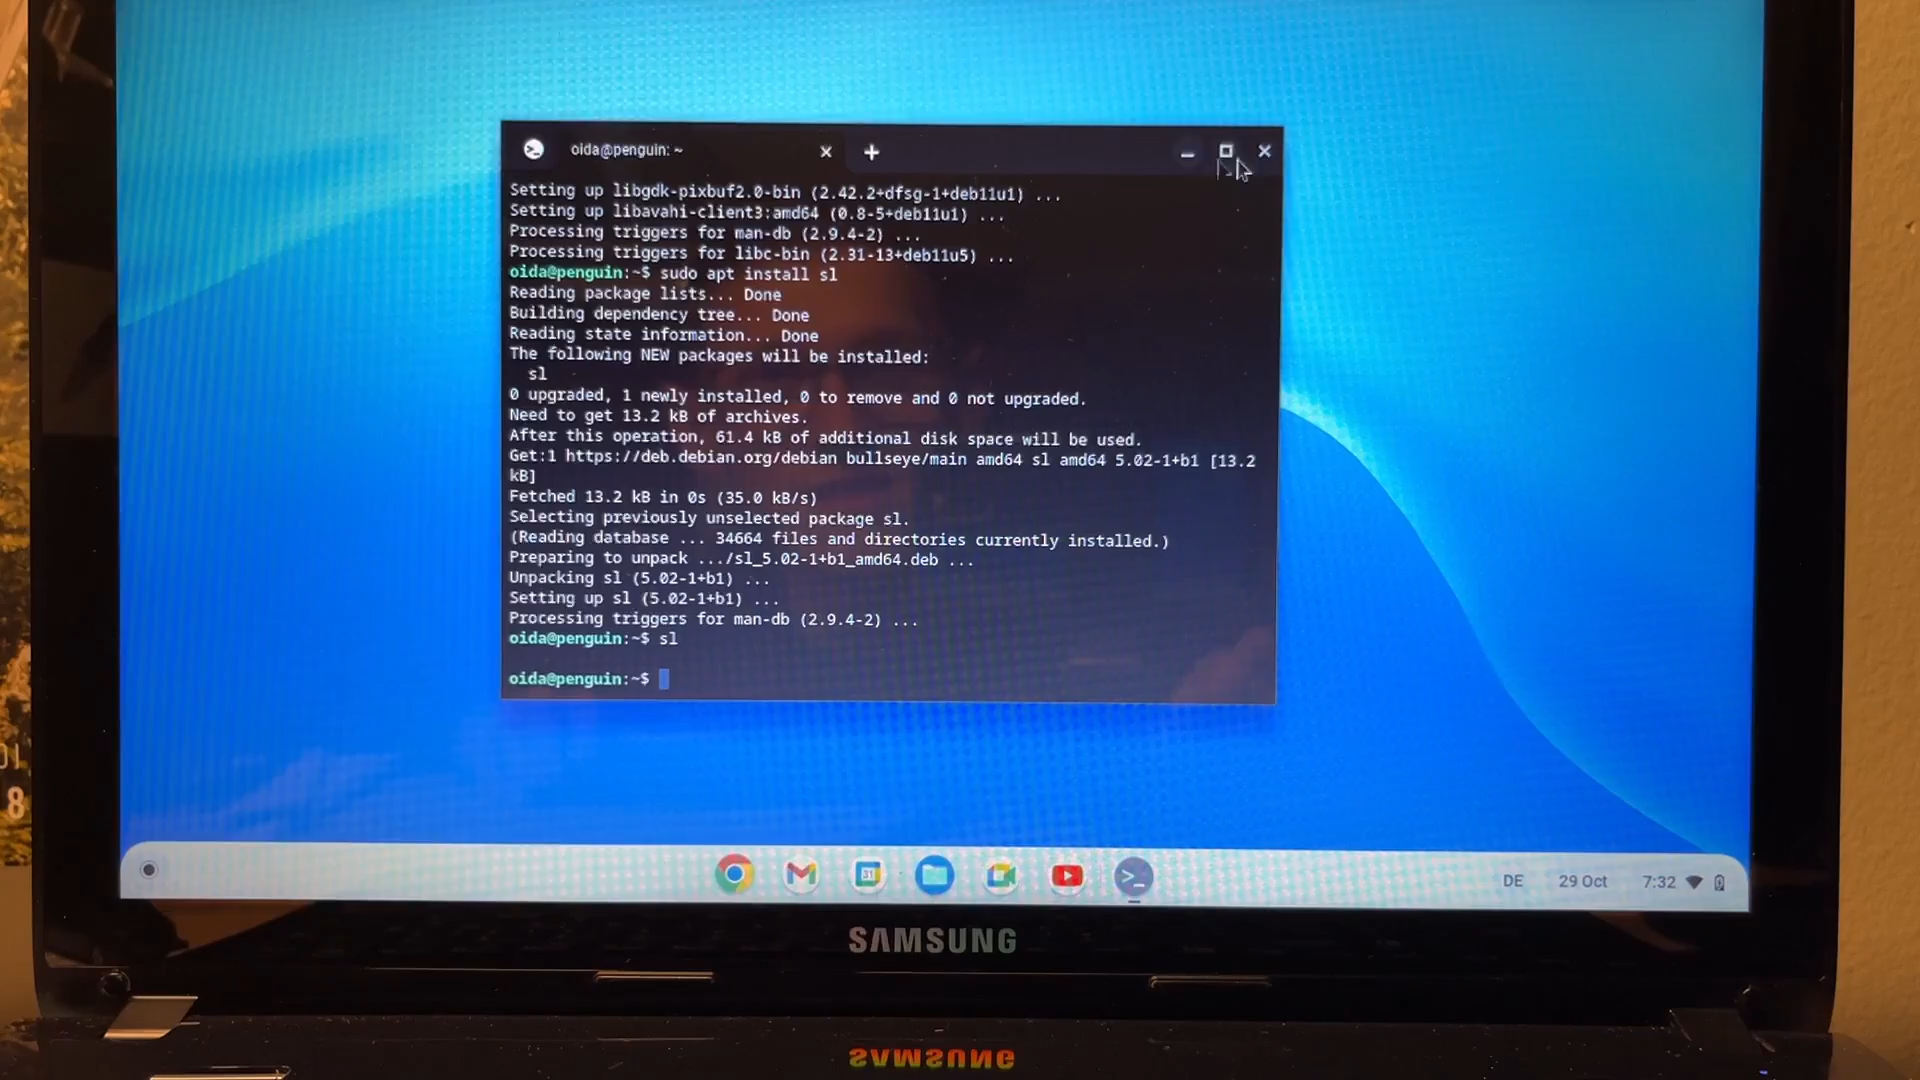 oida@penguin: ~
Setting up libgdk-pixbuf2.0-bin (2.42.2+dfsg-1+deb11u1) ...
Setting up libavahi-client3:amd64 (0.8-5+deb11u1) ...
Processing triggers for man-db (2.9.4-2) ...
Processing triggers for libc-bin (2.31-13+deb11u5) ...
oida@penguin:~$ sudo apt install sl
Reading package lists... Done
Building dependency tree... Done
Reading state information... Done
The following NEW packages will be installed:
sl
0 upgraded, 1 newly installed, 0 to remove and 0 not upgraded.
Need to get 13.2 kB of archives.
After this operation, 61.4 kB of additional disk space will be used.
Get:1 https://deb.debian.org/debian bullseye/main amd64 sl amd64 5.02-1+b1 [13.2
kB]
Fetched 13.2 kB in 0s (35.0 kB/s)
Selecting previously unselected package sl.
(Reading database ... 34664 files and directories currently installed.)
Preparing to unpack .../sl_5.02-1+b1_amd64.deb ...
Unpacking sl (5.02-1+b1) ...
Setting up sl (5.02-1+b1) ...
Processing triggers for man-db (2.9.4-2) ...
oida@penguin:~$ sl
oida@penguin:~$
31
DE 29 Oct 7:32
SAMSUNG
8